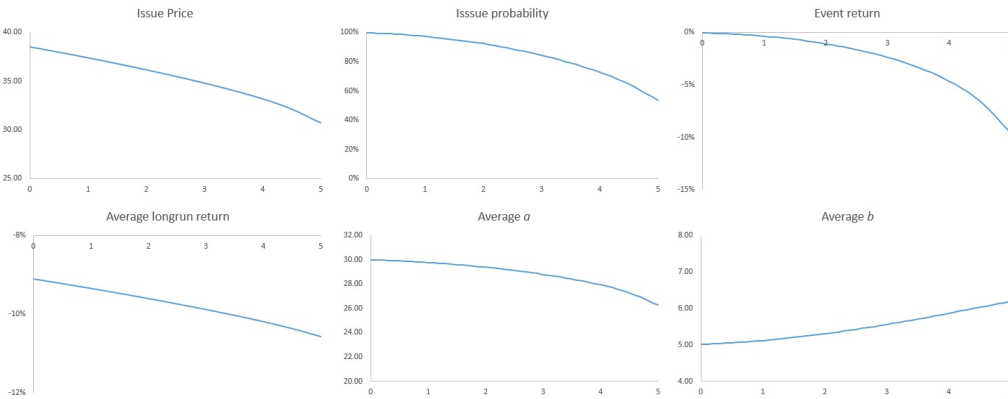 Issue Price
40.00
35.00
30.00
25.00
0 1 2 3 4 5
Isssue probability
100%
80%
60%
40%
20%
0%
0 1 2 3 4 5
Event return
0%
-5%
-10%
-15%
0 1 2 3 4
Average longrun return
-8%
-10%
-12%
0 1 2 3 4 5
Average a
32.00
30.00
28.00
26.00
24.00
22.00
20.00
0 1 2 3 4 5
Average b
8.00
7.00
6.00
5.00
4.00
0 1 2 3 4